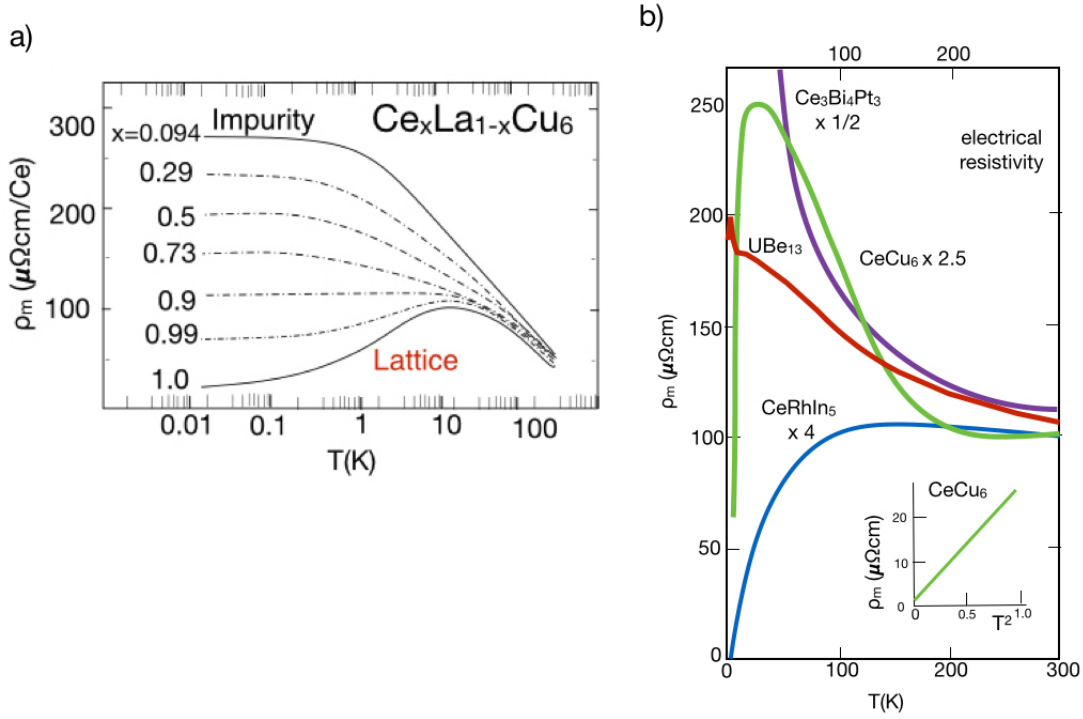 a)
Impurity
CeₓLa₁₋ₓCu₆
300
x=0.094
0.29
200
0.5
0.73
100
0.9
0.99
Lattice
1.0
ρₘ (μΩcm/Ce)
0.01 0.1 1 10 100
T(K)
b)
100 200
250
Ce₃Bi₄Pt₃
x 1/2
electrical
resistivity
200
UBe₁₃
CeCu₆ x 2.5
150
ρₘ (μΩcm)
CeRhIn₅
x 4
100
50
0
CeCu₆
20
10
0
ρₘ (μΩcm)
0 0.5 1.0
T²
0 100 200 300
T(K)